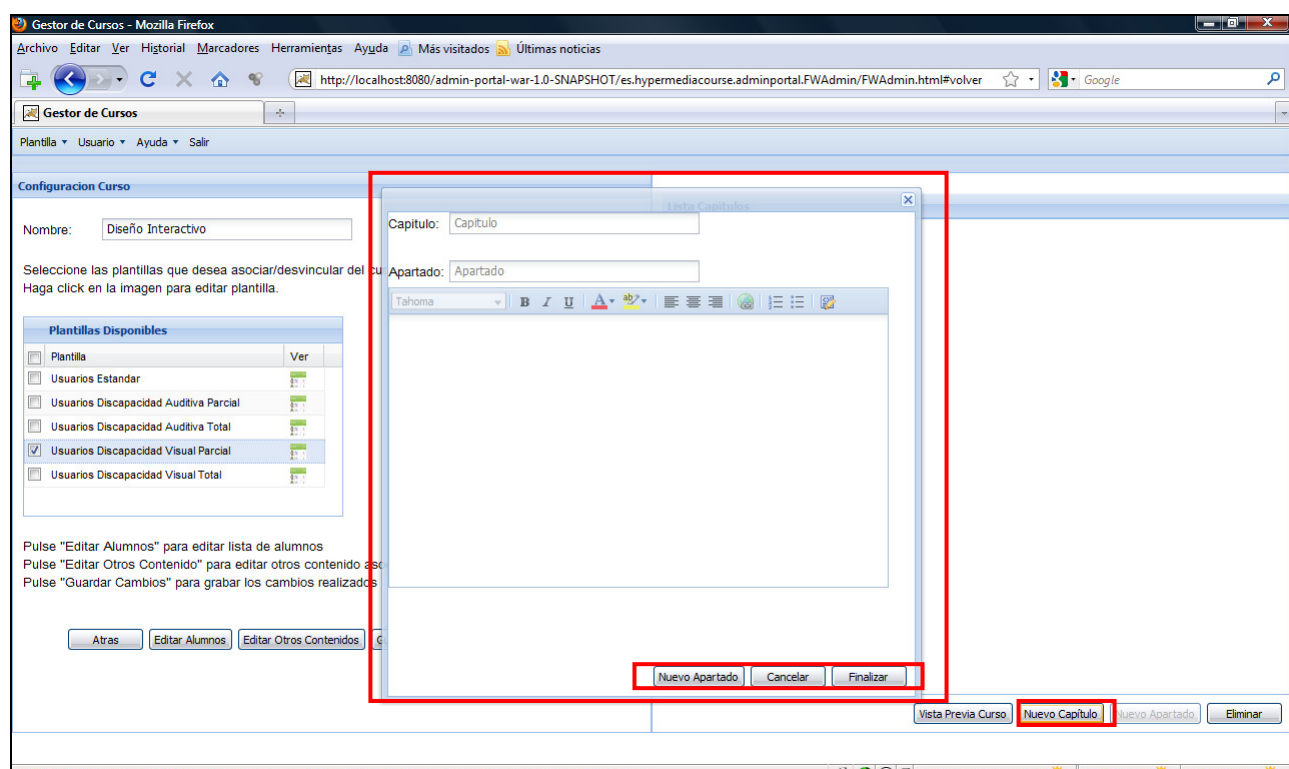 Gestor de Cursos - Mozilla Firefox
Archivo Editar Ver Historial Marcadores Herramientas Ayuda Más visitados Últimas noticias
http://localhost:8080/admin-portal-war-1.0-SNAPSHOT/es.hypermediacourse.adminportal.FWAdmin/FWAdmin.html#volver Google
Gestor de Cursos
Plantilla Usuario Ayuda Salir
Configuracion Curso
Nombre: Diseño Interactivo
Seleccione las plantillas que desea asociar/desvincular del cu
Haga click en la imagen para editar plantilla.
Plantillas Disponibles
Plantilla Ver
Usuarios Estandar
Usuarios Discapacidad Auditiva Parcial
Usuarios Discapacidad Auditiva Total
Usuarios Discapacidad Visual Parcial
Usuarios Discapacidad Visual Total
Pulse "Editar Alumnos" para editar lista de alumnos
Pulse "Editar Otros Contenido" para editar otros contenido aso
Pulse "Guardar Cambios" para grabar los cambios realizados
Atras Editar Alumnos Editar Otros Contenidos G
Lista Capitulos
Capitulo: Capitulo
Apartado: Apartado
Tahoma B I U A ab
Nuevo Apartado Cancelar Finalizar
Vista Previa Curso Nuevo Capítulo Nuevo Apartado Eliminar